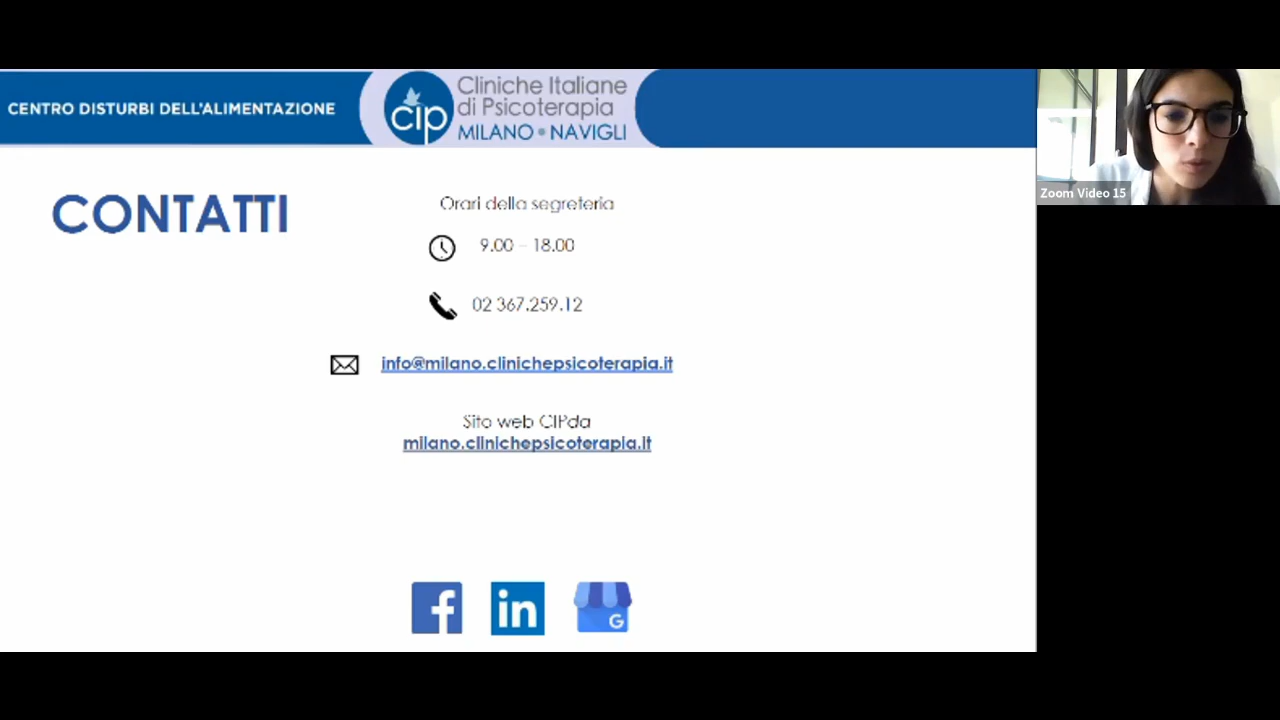 CENTRO DISTURBI DELL'ALIMENTAZIONE
cip
Cliniche Italiane
di Psicoterapia
MILANO • NAVIGLI
Zoom Video 15
CONTATTI
Orari della segreteria
9.00 – 18.00
02 367.259.12
info@milano.clinichepsicoterapia.it
Sito web CIPda
milano.clinichepsicoterapia.it
f
in
G